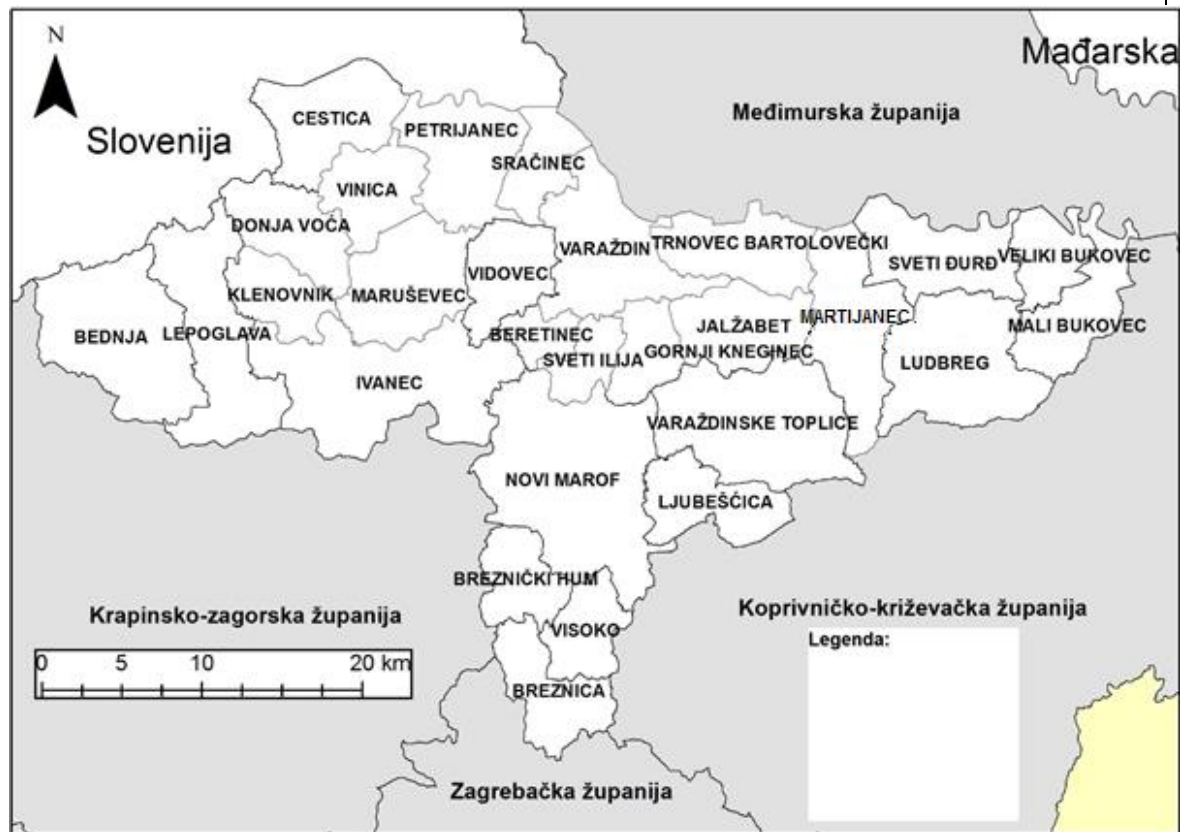 N
Mađarska
Slovenija
Međimurska županija
CESTICA
PETRIJANEC
SRAČINEC
VINICA
DONJA VOĆA
VARAŽDIN
TRNOVEC BARTOLOVEČKI
SVETI ĐURĐ
VELIKI BUKOVEC
VIDOVEC
KLENOVNIK
MARUŠEVEC
MARTIJANEC
JALŽABET
MALI BUKOVEC
BEDNJA
LEPOGLAVA
BERETINEC
SVETI ILIJA
GORNJI KNEGINEC
LUDBREG
IVANEC
VARAŽDINSKE TOPLICE
NOVI MAROF
LJUBEŠĆICA
BREZNIČKI HUM
Krapinsko-zagorska županija
Koprivničko-križevačka županija
VISOKO
Legenda:
0 5 10 20 km
BREZNICA
Zagrebačka županija